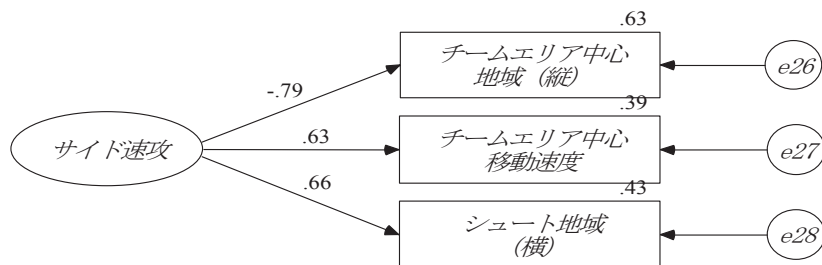 .63
チームエリア中心
地域（縦）
e26
-.79
.39
サイド速攻
.63
チームエリア中心
移動速度
e27
.66
.43
シュート地域
（横）
e28